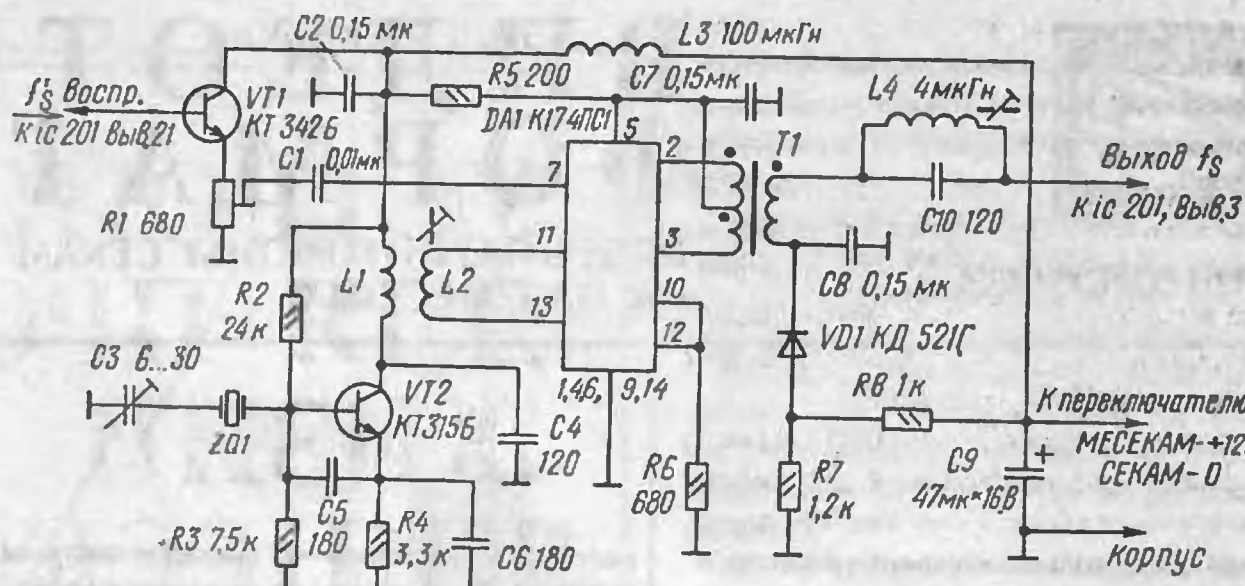 C2 0,15 мк
L3 100 мкГн
R5 200
C7 0,15мк
L4 4мкГн
f's Воспр.
к ic 201 Выв.21
VT1
КТ 342Б
DA1 К174ПС1
5
C1 0,01мк
7
2
T1
Выход fs
к ic 201, Выв.3
R1 680
11
3
C10 120
L1
L2
C8 0,15 мк
R2
24к
13
10
12
VD1 КД 521Г
C3 6...30
VT2
КТ315Б
1,4,6, 9,14
R8 1к
К переключателю
ZQ1
C4
120
R6
680
R7
1,2к
C9
47мк×16В
+
МЕСЕКАМ-+12
СЕКАМ-0
R3 7,5к
C5
180
R4
3,3к
C6 180
Корпус